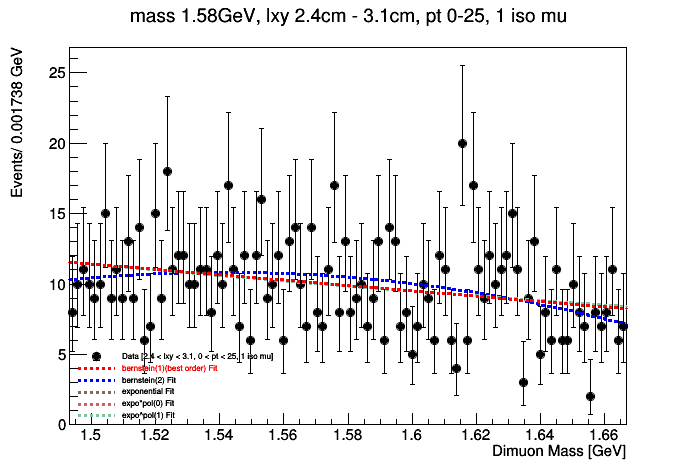 mass 1.58GeV, lxy 2.4cm - 3.1cm, pt 0-25, 1 iso mu
Events/ 0.001738 GeV
25
20
15
10
5
0
Data [2.4 < lxy < 3.1, 0 < pt < 25, 1 iso mu]
bernstein(1)(best order) Fit
bernstein(2) Fit
exponential Fit
expo*pol(0) Fit
expo*pol(1) Fit
1.5 1.52 1.54 1.56 1.58 1.6 1.62 1.64 1.66
Dimuon Mass [GeV]